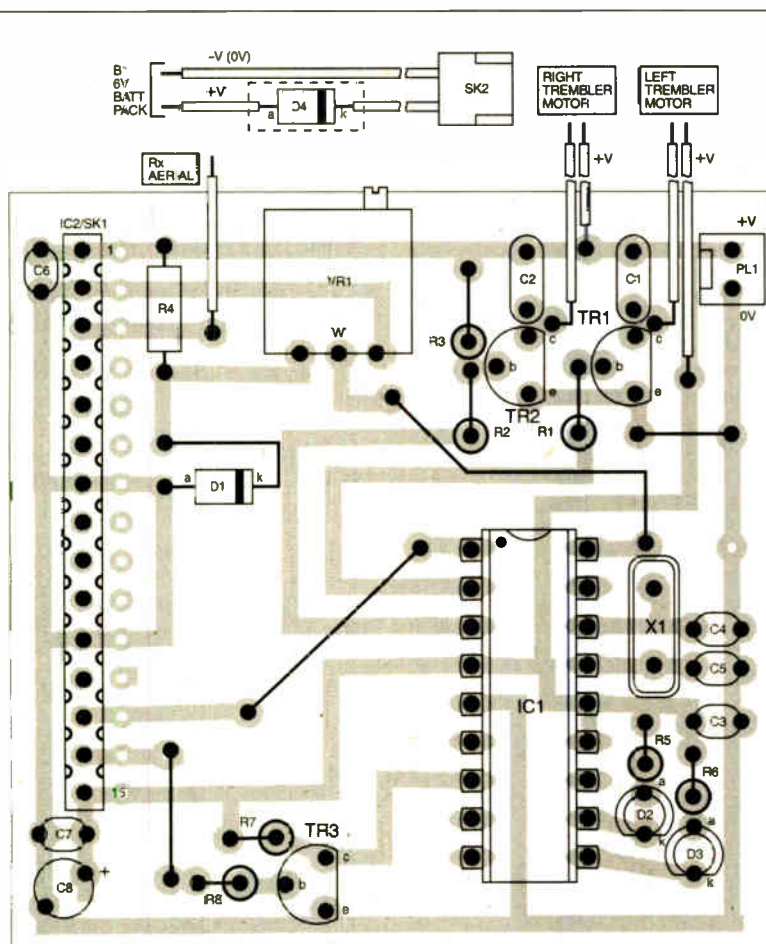 –V (0V)
6V
BATT
PACK
+V
a
D4
k
SK2
RIGHT
TREMBLER
MOTOR
LEFT
TREMBLER
MOTOR
+V
+V
Rx
AERIAL
IC2/SK1
1
C6
R4
VR1
W
C2
C1
+V
PL1
0V
R3
TR1
c
c
b
b
e
e
TR2
R2
R1
a
D1
k
X1
C4
C5
IC1
C3
R5
R6
a
D2
k
a
D3
k
15
C7
C8
+
R7
TR3
R8
c
b
e